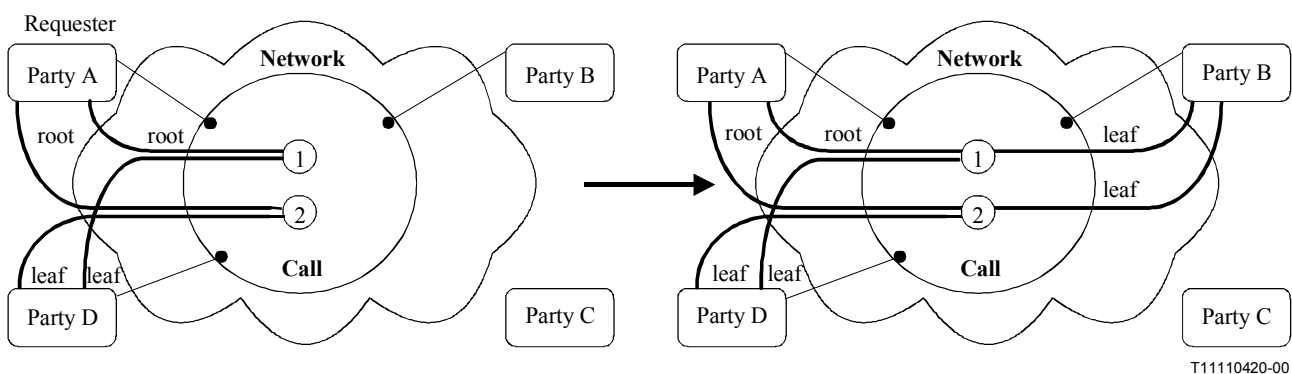 Requester
Party A
Network
Party B
root
root
1
2
leaf
leaf
Call
Party D
Party C
Party A
Network
Party B
root
root
leaf
1
leaf
2
leaf
leaf
Call
Party D
Party C
T11110420-00